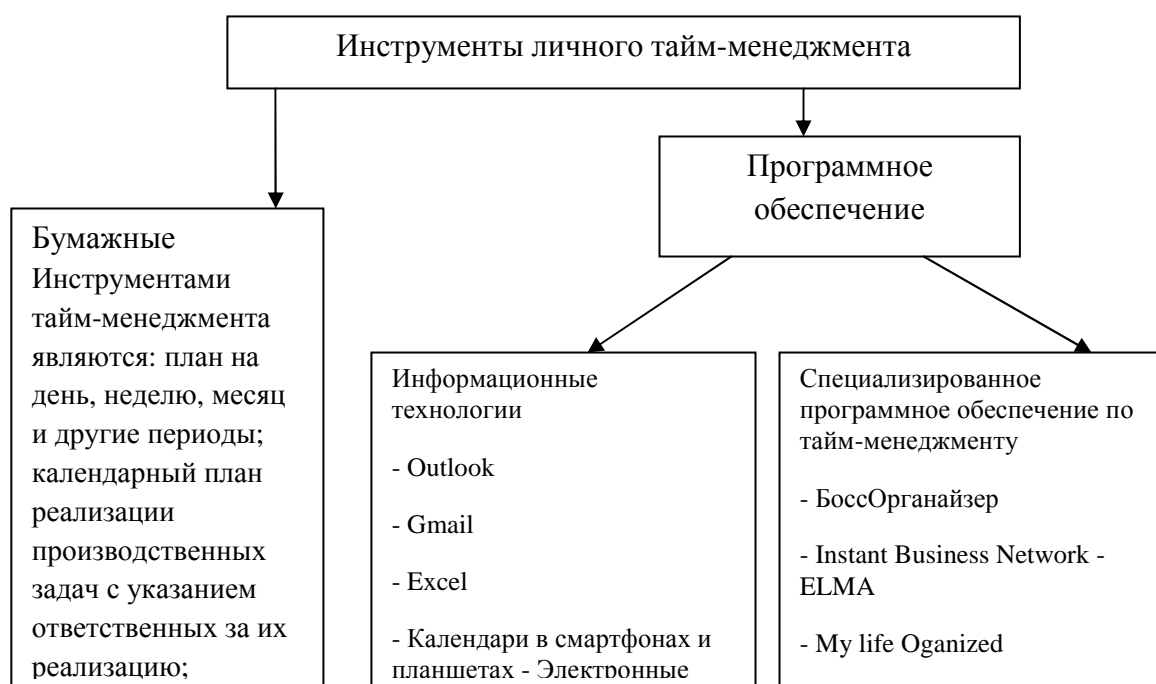 Инструменты личного тайм-менеджмента
Программное
обеспечение
Бумажные
Инструментами
тайм-менеджмента
являются: план на
день, неделю, месяц
и другие периоды;
календарный план
реализации
производственных
задач с указанием
ответственных за их
реализацию;
Информационные
технологии
- Outlook
- Gmail
- Excel
- Календари в смартфонах и
планшетах - Электронные
Специализированное
программное обеспечение по
тайм-менеджменту
- БоссОрганайзер
- Instant Business Network -
ELMA
- My life Oganized